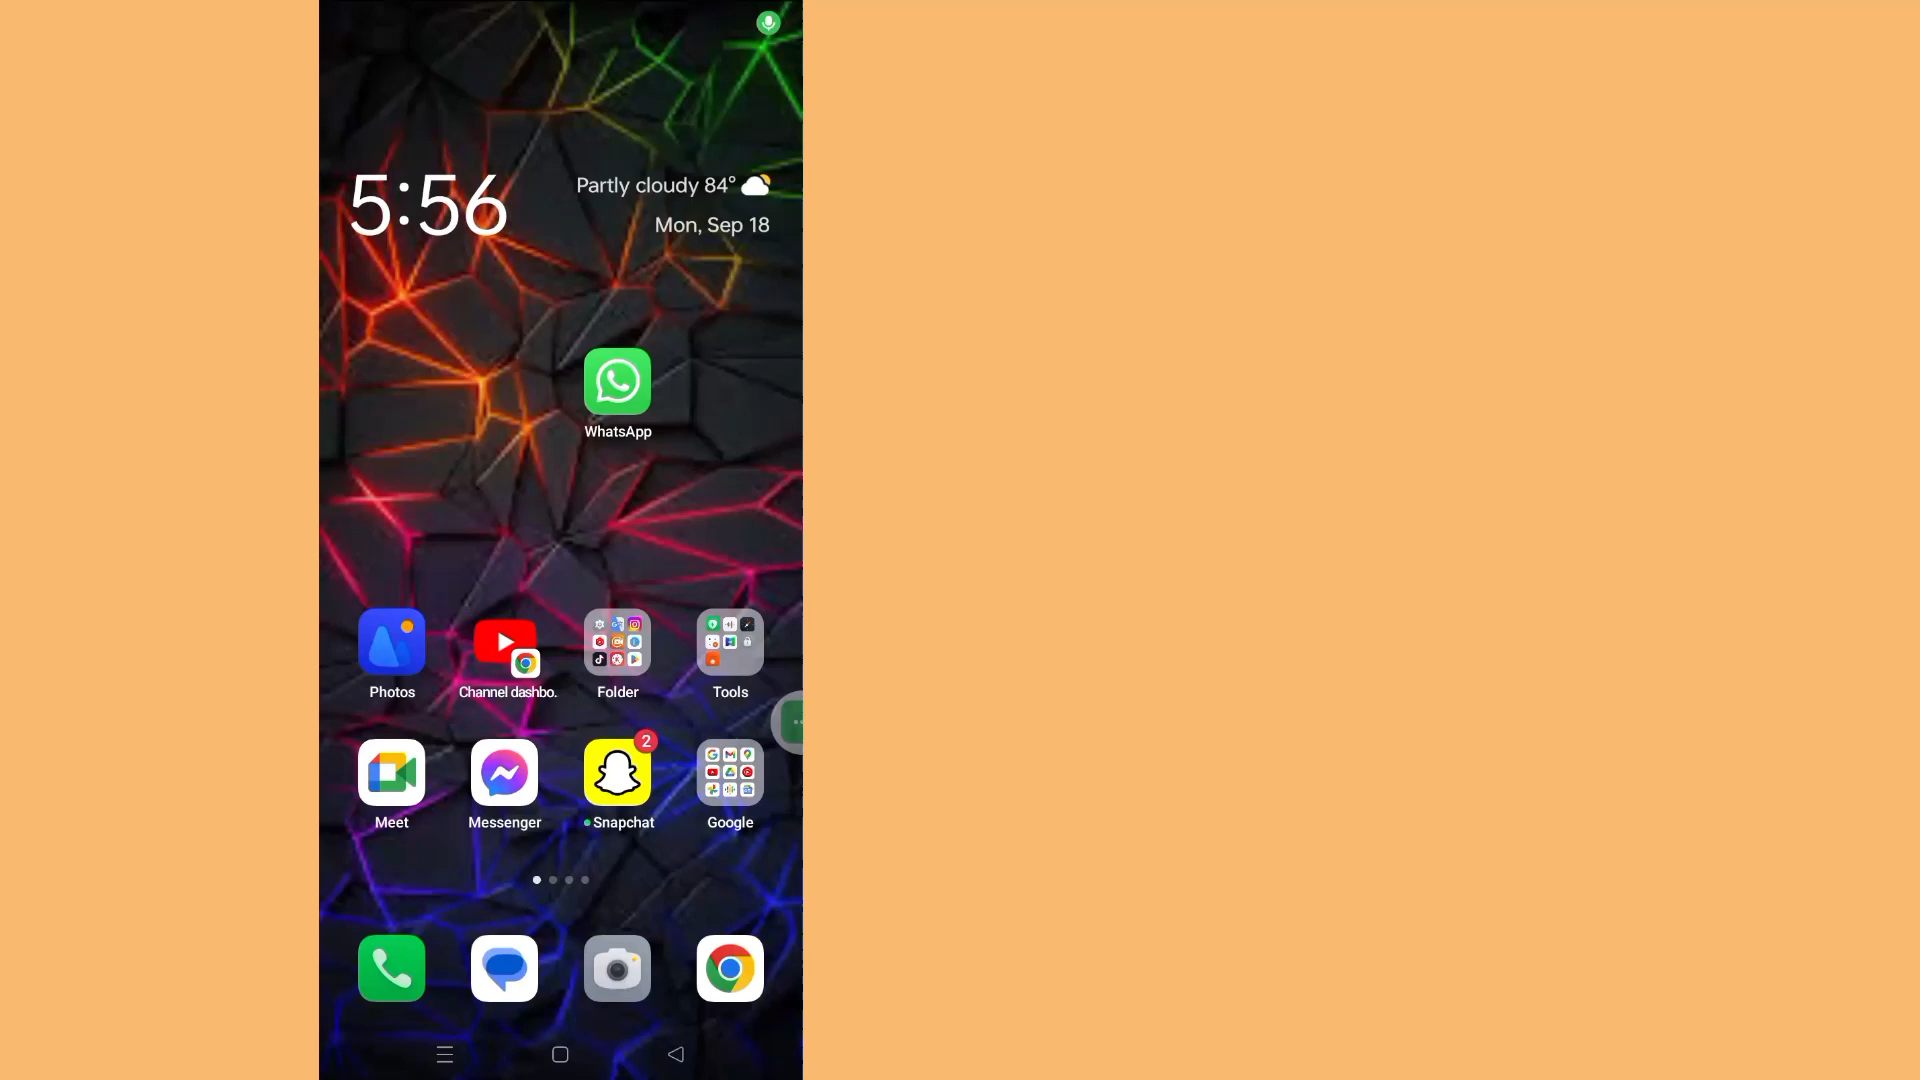 5:56
Partly cloudy 84°
Mon, Sep 18
WhatsApp
Photos
Channel dashbo.
Folder
Tools
2
Meet
Messenger
Snapchat
Google